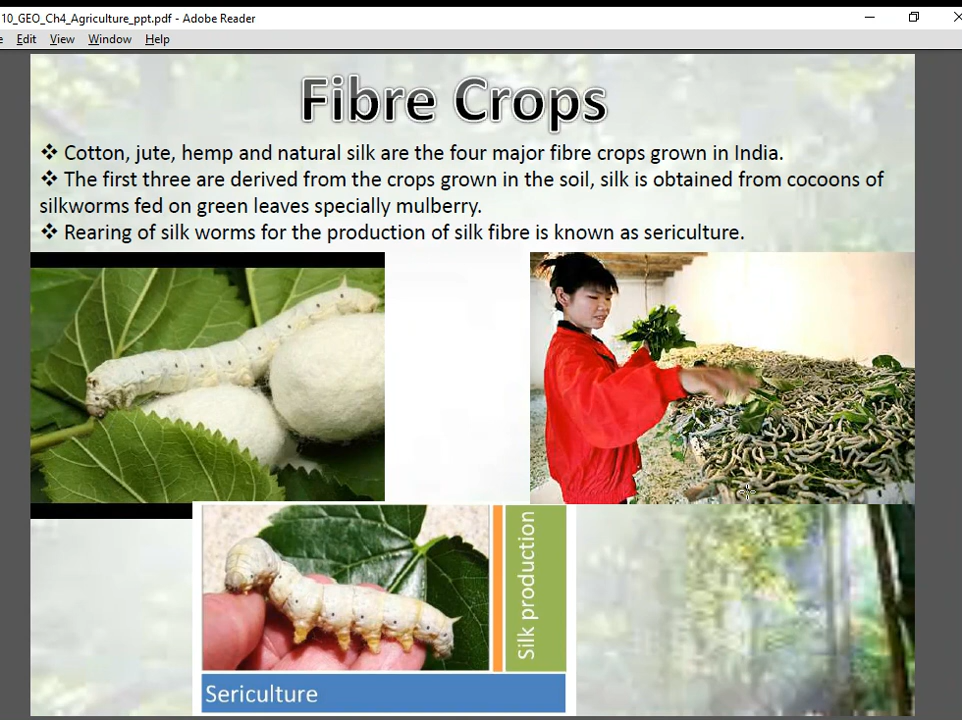 10_GEO_Ch4_Agriculture_ppt.pdf - Adobe Reader
e Edit View Window Help
Fibre Crops
❖ Cotton, jute, hemp and natural silk are the four major fibre crops grown in India.
❖ The first three are derived from the crops grown in the soil, silk is obtained from cocoons of
silkworms fed on green leaves specially mulberry.
❖ Rearing of silk worms for the production of silk fibre is known as sericulture.
Silk production
Sericulture